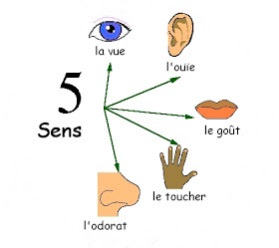 la vue
l'ouïe
5
Sens
le goût
le toucher
l'odorat